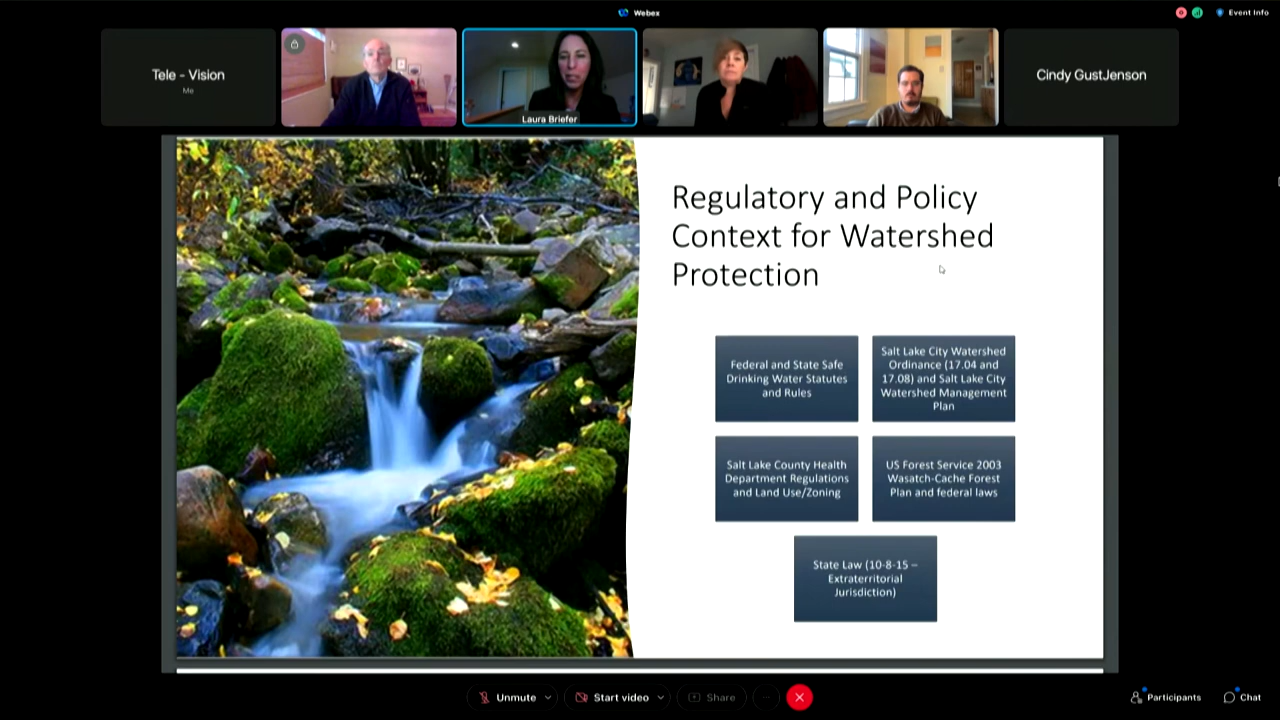 Webex
Event Info
Tele - Vision
Me
Laura Briefer
Cindy GustJenson
Regulatory and Policy
Context for Watershed
Protection
Federal and State Safe
Drinking Water Statutes
and Rules
Salt Lake City Watershed
Ordinance (17.04 and
17.08) and Salt Lake City
Watershed Management
Plan
Salt Lake County Health
Department Regulations
and Land Use/Zoning
US Forest Service 2003
Wasatch-Cache Forest
Plan and federal laws
State Law (10-8-15 –
Extraterritorial
Jurisdiction)
Unmute
Start video
Share
Participants
Chat